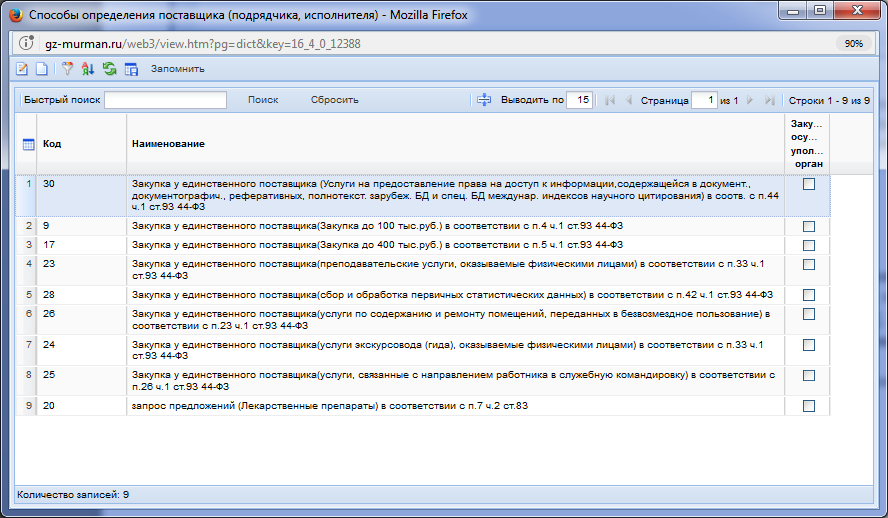 Способы определения поставщика (подрядчика, исполнителя) - Mozilla Firefox
gz-murman.ru/web3/view.htm?pg=dict&key=16_4_0_12388 90%
Запомнить
Быстрый поиск Поиск Сбросить Выводить по 15 Страница 1 из 1 Строки 1 - 9 из 9
Код Наименование Заку... осу... упол... орган
1 30 Закупка у единственого поставщика (Услуги на предоставление права на доступ к информации,содержащейся в документ.,
документографич., реферативных, полнотекст. зарубеж. БД и спец. БД междунар. индексов научного цитирования) в соотв. с п.44
ч.1 ст.93 44-ФЗ
2 9 Закупка у единственного поставщика(Закупка до 100 тыс.руб.) в соответствии с п.4 ч.1 ст.93 44-ФЗ
3 17 Закупка у единственного поставщика(Закупка до 400 тыс.руб.) в соответствии с п.5 ч.1 ст.93 44-ФЗ
4 23 Закупка у единственного поставщика(преподавательские услуги, оказываемые физическими лицами) в соответствии с п.33 ч.1
ст.93 44-ФЗ
5 28 Закупка у единственного поставщика(сбор и обработка первичных статистических данных) в соответствии с п.42 ч.1 ст.93 44-ФЗ
6 26 Закупка у единственного поставщика(услуги по содержанию и ремонту помещений, переданных в безвозмездное пользование) в
соответствии с п.23 ч.1 ст.93 44-ФЗ
7 24 Закупка у единственного поставщика(услуги экскурсовода (гида), оказываемые физическими лицами) в соответствии с п.33 ч.1
ст.93 44-ФЗ
8 25 Закупка у единственного поставщика(услуги, связанные с направлением работника в служебную командировку) в соответствии с
п.26 ч.1 ст.93 44-ФЗ
9 20 запрос предложений (Лекарственные препараты) в соответствии с п.7 ч.2 ст.83
Количество записей: 9